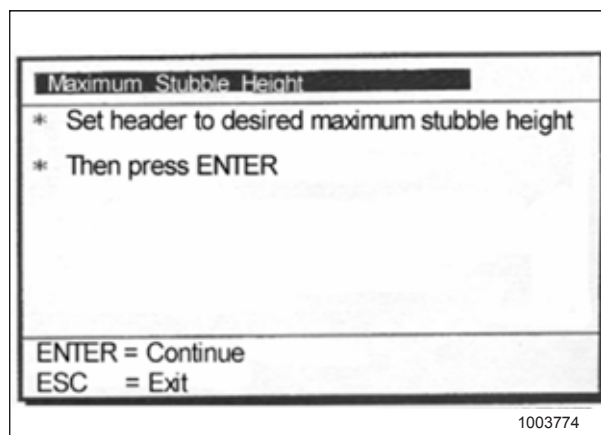 Maximum Stubble Height
* Set header to desired maximum stubble height
* Then press ENTER
ENTER = Continue
ESC = Exit
1003774